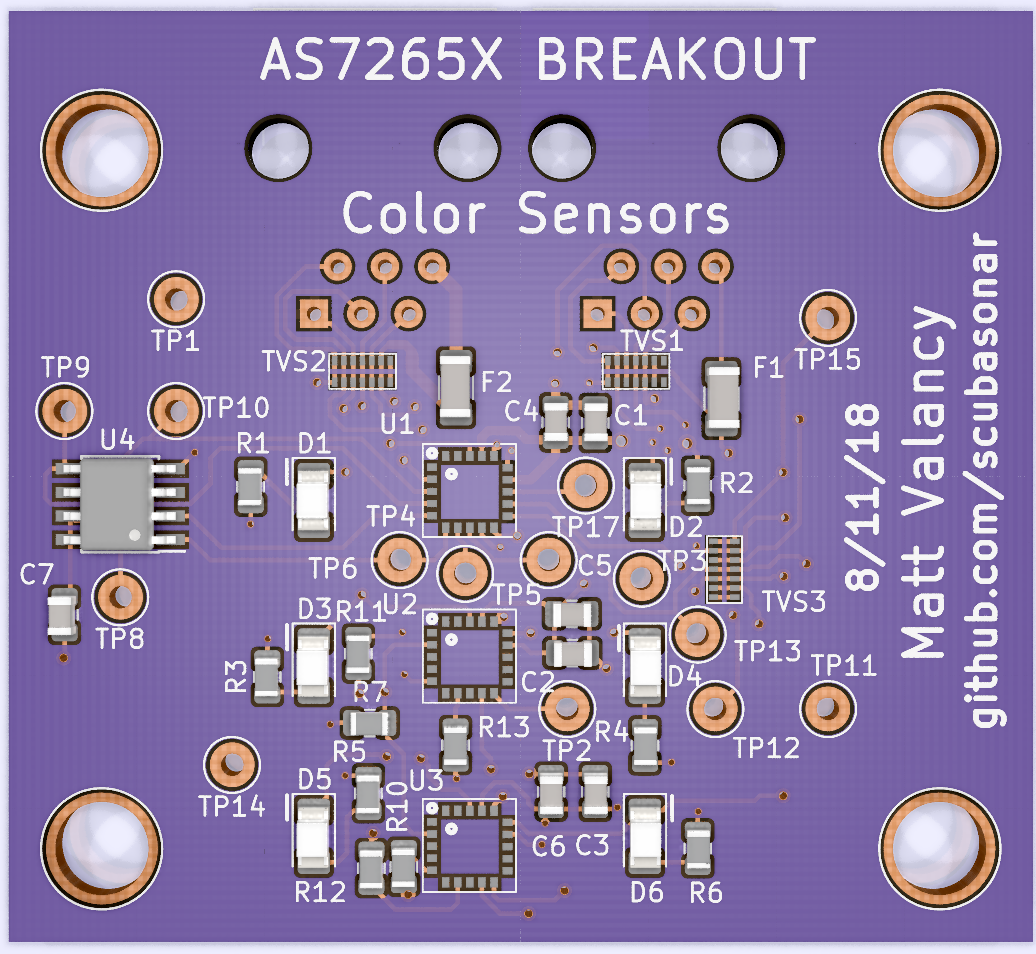 AS7265X BREAKOUT
Color Sensors
TP1
TVS2
TVS1
TP15
TP9
F2
F1
TP10
C4
C1
U1
U4
R1
D1
R2
TP4
TP17
D2
TP6
C5
TP3
C7
U2
TP5
TVS3
TP8
D3
R11
TP13
R3
C2
D4
TP11
R7
R13
R4
R5
TP2
TP12
D5
U3
TP14
R10
C6
C3
R12
D6
R6
8/11/18
Matt Valancy
github.com/scubasonar